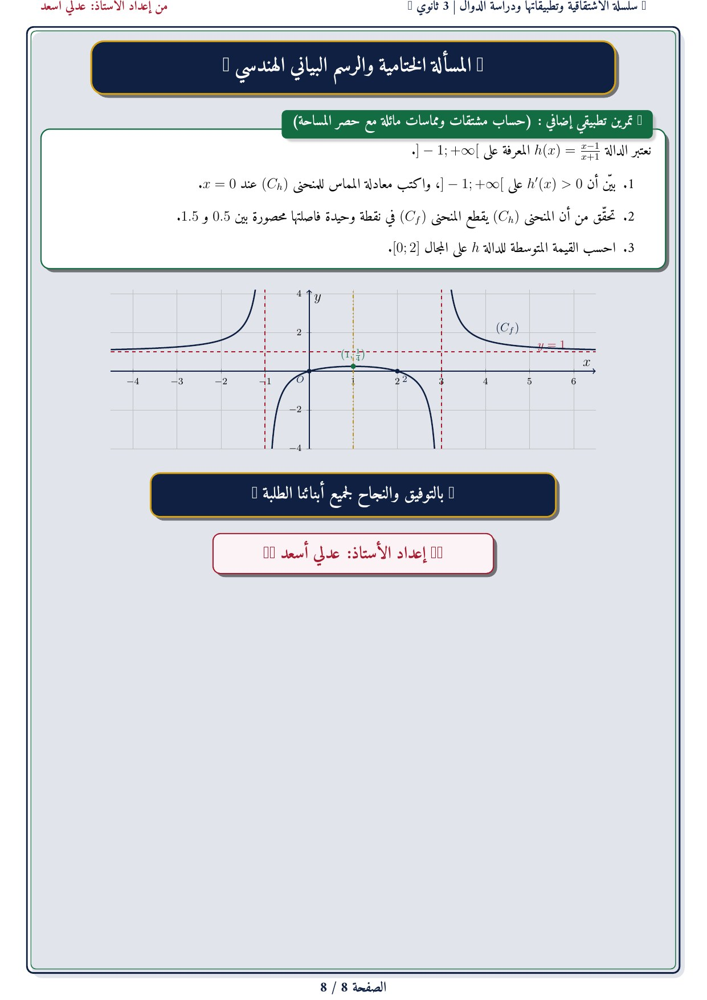 سلسلة الاشتقاقية وتطبيقاتها ودراسة الدوال | 3 ثانوي
من إعداد الأستاذ: عدلي أسعد
المسألة الختامية والرسم البياني الهندسي
تمرين تطبيقي إضافي : (حساب مشتقات ومماسات مائلة مع حصر المساحة)
نعتبر الدالة h(x) = \frac{x-1}{x+1} المعرفة على ]-1;+∞[.
1. بيّن أن h′(x) > 0 على ]-1;+∞[، واكتب معادلة المماس للمنحنى (C_h) عند x = 0.
2. تحقّق من أن المنحنى (C_h) يقطع المنحنى (C_f) في نقطة وحيدة فاصلتها محصورة بين 0.5 و 1.5.
3. احسب القيمة المتوسطة للدالة h على المجال [0;2].
4
y
2
(C_f)
y = 1
(1, \frac{1}{4})
x
−4 −3 −2 −1 O 1 2 2 3 4 5 6
−2
−4
بالتوفيق والنجاح لجميع أبنائنا الطلبة
إعداد الأستاذ: عدلي أسعد
الصفحة 8 / 8